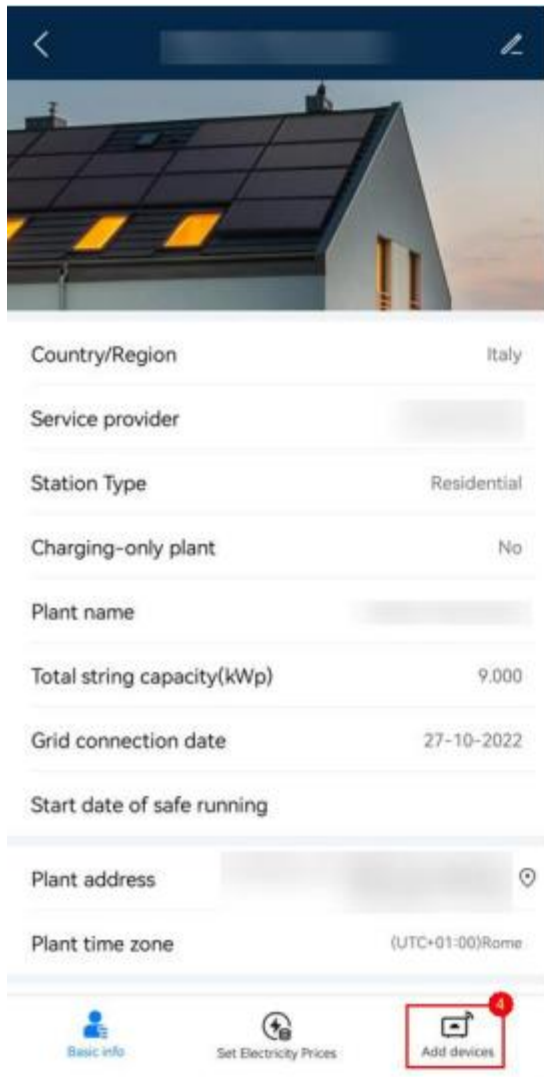 Country/Region Italy
Service provider
Station Type Residential
Charging-only plant No
Plant name
Total string capacity(kWp) 9.000
Grid connection date 27-10-2022
Start date of safe running
Plant address
Plant time zone (UTC+01:00)Rome
4
Basic info Set Electricity Prices Add devices